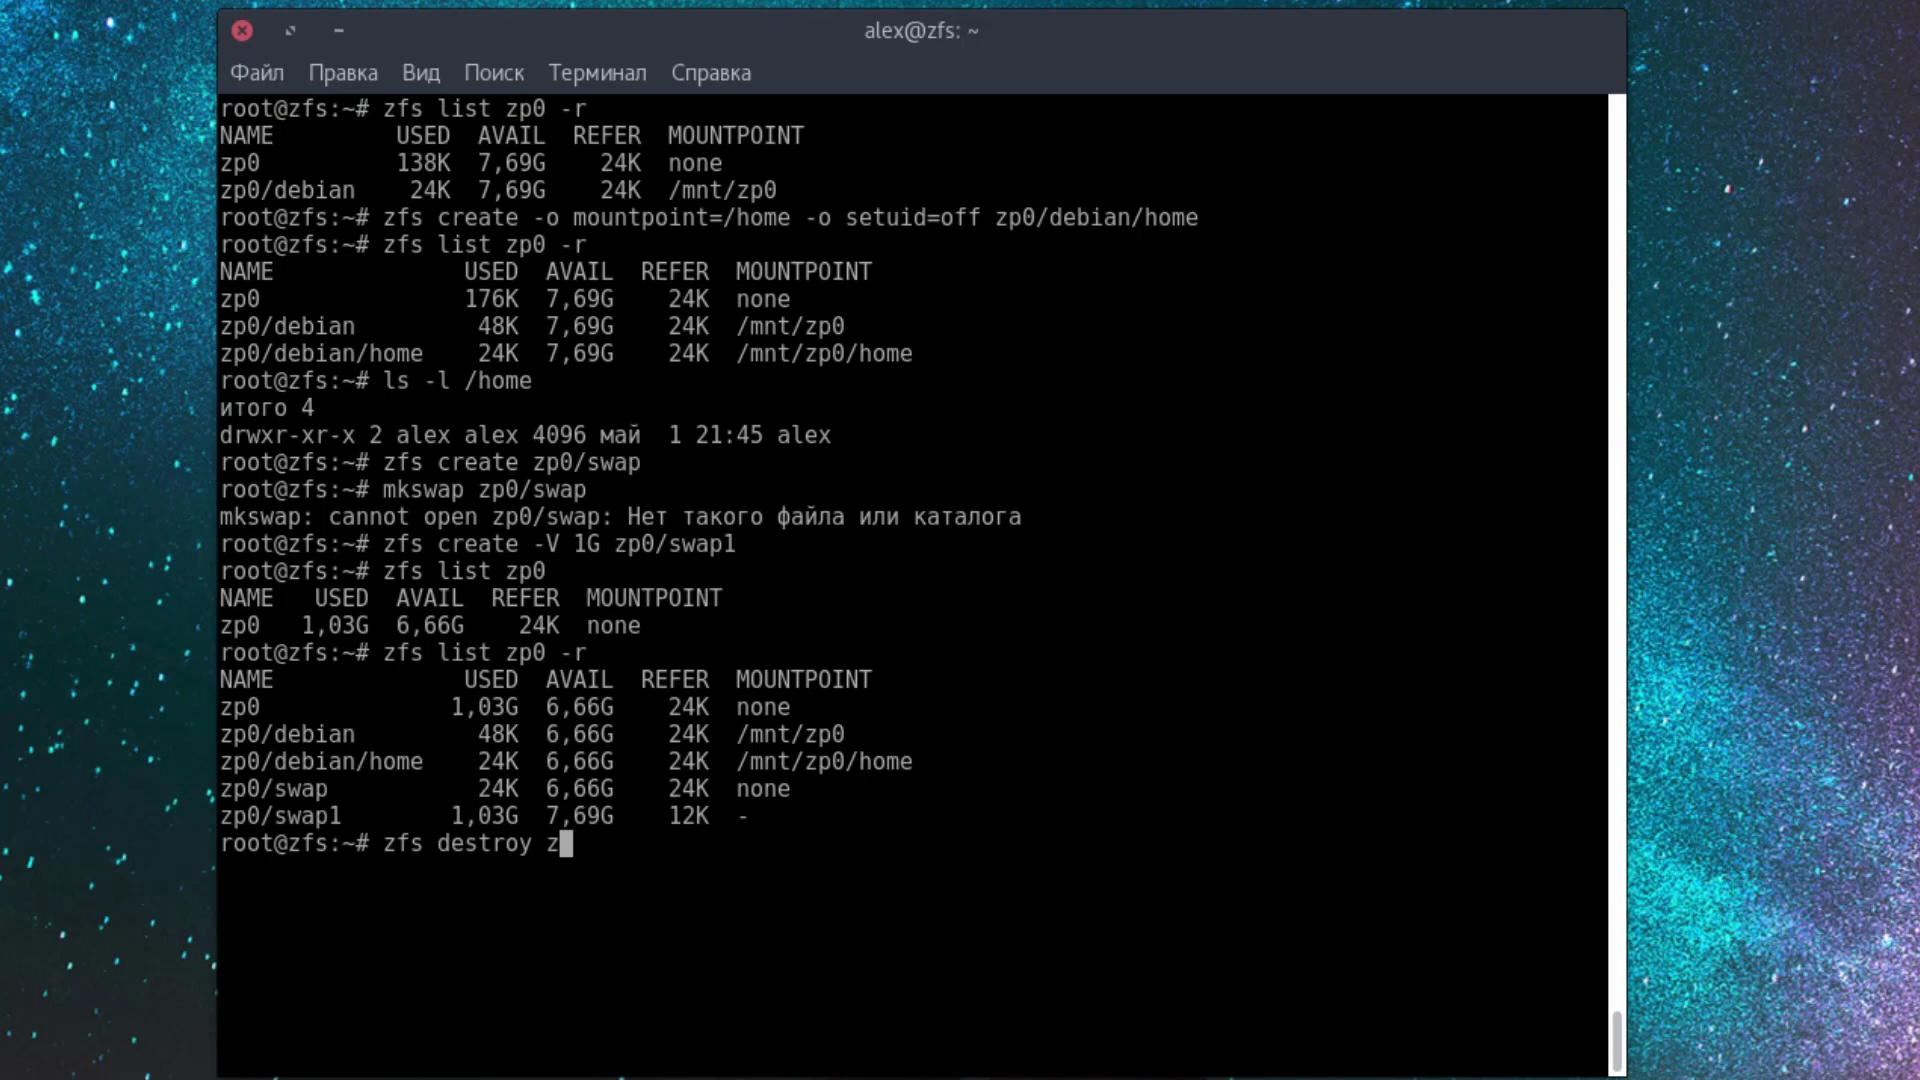 alex@zfs: ~
Файл Правка Вид Поиск Терминал Справка
root@zfs:~# zfs list zp0 -r
NAME         USED  AVAIL  REFER  MOUNTPOINT
zp0          138K  7,69G    24K  none
zp0/debian    24K  7,69G    24K  /mnt/zp0
root@zfs:~# zfs create -o mountpoint=/home -o setuid=off zp0/debian/home
root@zfs:~# zfs list zp0 -r
NAME              USED  AVAIL  REFER  MOUNTPOINT
zp0               176K  7,69G    24K  none
zp0/debian         48K  7,69G    24K  /mnt/zp0
zp0/debian/home    24K  7,69G    24K  /mnt/zp0/home
root@zfs:~# ls -l /home
итого 4
drwxr-xr-x 2 alex alex 4096 май  1 21:45 alex
root@zfs:~# zfs create zp0/swap
root@zfs:~# mkswap zp0/swap
mkswap: cannot open zp0/swap: Нет такого файла или каталога
root@zfs:~# zfs create -V 1G zp0/swap1
root@zfs:~# zfs list zp0
NAME   USED  AVAIL  REFER  MOUNTPOINT
zp0   1,03G  6,66G    24K  none
root@zfs:~# zfs list zp0 -r
NAME              USED  AVAIL  REFER  MOUNTPOINT
zp0              1,03G  6,66G    24K  none
zp0/debian         48K  6,66G    24K  /mnt/zp0
zp0/debian/home    24K  6,66G    24K  /mnt/zp0/home
zp0/swap           24K  6,66G    24K  none
zp0/swap1        1,03G  7,69G    12K  -
root@zfs:~# zfs destroy z